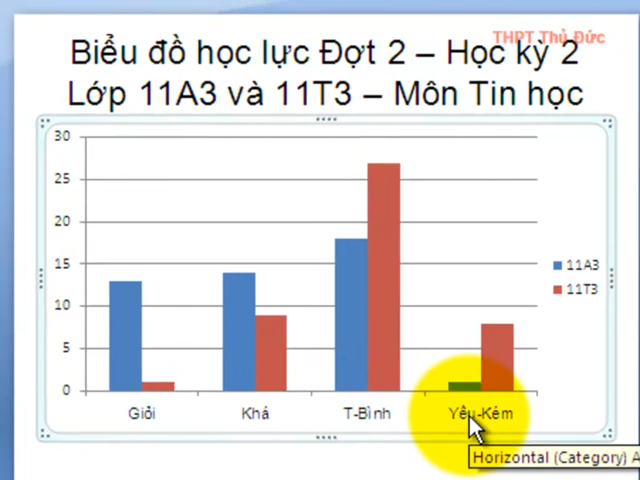 THPT Thủ Đức
Biểu đồ học lực Đợt 2 – Học kỳ 2
Lớp 11A3 và 11T3 – Môn Tin học
30
25
20
15
10
5
0
11A3
11T3
Giỏi Khá T-Bình Yêu-Kém
Horizontal (Category) A